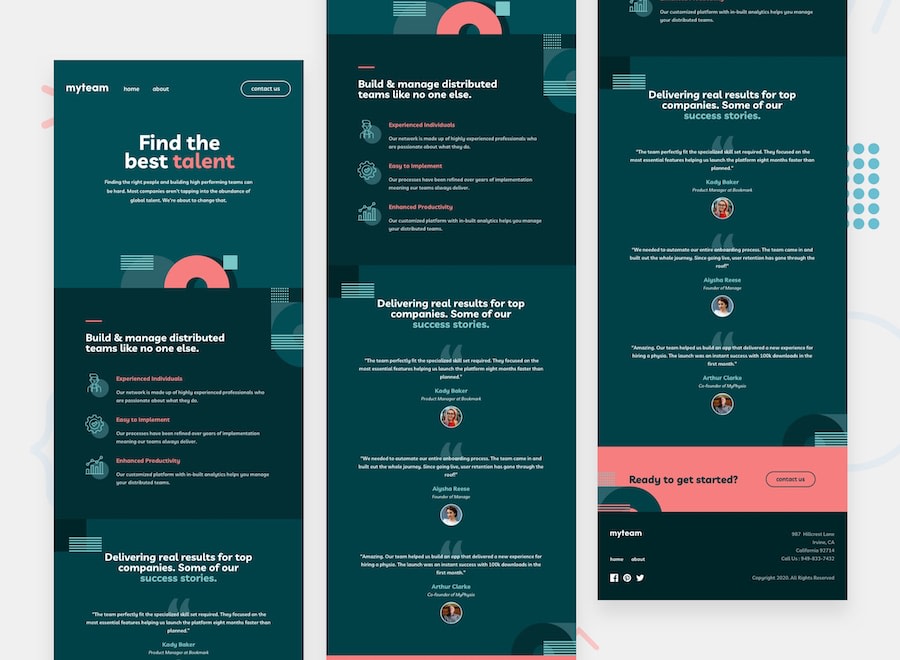 myteam
home about
contact us
Find the
best talent
Finding the right people and building high performing teams can
be hard. Most companies aren't tapping into the abundance of
global talent. We're about to change that.
Build & manage distributed
teams like no one else.
Experienced Individuals
Our network is made up of highly experienced professionals who
are passionate about what they do.
Easy to Implement
Our processes have been refined over years of implementation
meaning our teams always deliver.
Enhanced Productivity
Our customized platform with in-built analytics helps you manage
your distributed teams.
Delivering real results for top
companies. Some of our
success stories.
"The team perfectly fit the specialized skill set required. They focused on the
most essential features helping us launch the platform eight months faster than
planned."
Kady Baker
Product Manager at Bookmark
Build & manage distributed
teams like no one else.
Experienced Individuals
Our network is made up of highly experienced professionals who
are passionate about what they do.
Easy to Implement
Our processes have been refined over years of implementation
meaning our teams always deliver.
Enhanced Productivity
Our customized platform with in-built analytics helps you manage
your distributed teams.
Delivering real results for top
companies. Some of our
success stories.
"The team perfectly fit the specialized skill set required. They focused on the
most essential features helping us launch the platform eight months faster than
planned."
Kady Baker
Product Manager at Bookmark
"We needed to automate our entire onboarding process. The team came in and
built out the whole journey. Since going live, user retention has gone through the
roof!"
Aiysha Reese
Founder of Manage
"Amazing. Our team helped us build an app that delivered a new experience for
hiring a physio. The launch was an instant success with 100k downloads in the
first month."
Arthur Clarke
Co-founder of MyPhysio
Our customized platform with in-built analytics helps you manage
your distributed teams.
Delivering real results for top
companies. Some of our
success stories.
"The team perfectly fit the specialized skill set required. They focused on the
most essential features helping us launch the platform eight months faster than
planned."
Kady Baker
Product Manager at Bookmark
"We needed to automate our entire onboarding process. The team came in and
built out the whole journey. Since going live, user retention has gone through the
roof!"
Aiysha Reese
Founder of Manage
"Amazing. Our team helped us build an app that delivered a new experience for
hiring a physio. The launch was an instant success with 100k downloads in the
first month."
Arthur Clarke
Co-founder of MyPhysio
Ready to get started?
contact us
myteam
home about
987 Hillcrest Lane
Irvine, CA
California 92714
Call Us : 949-833-7432
Copyright 2020. All Rights Reserved